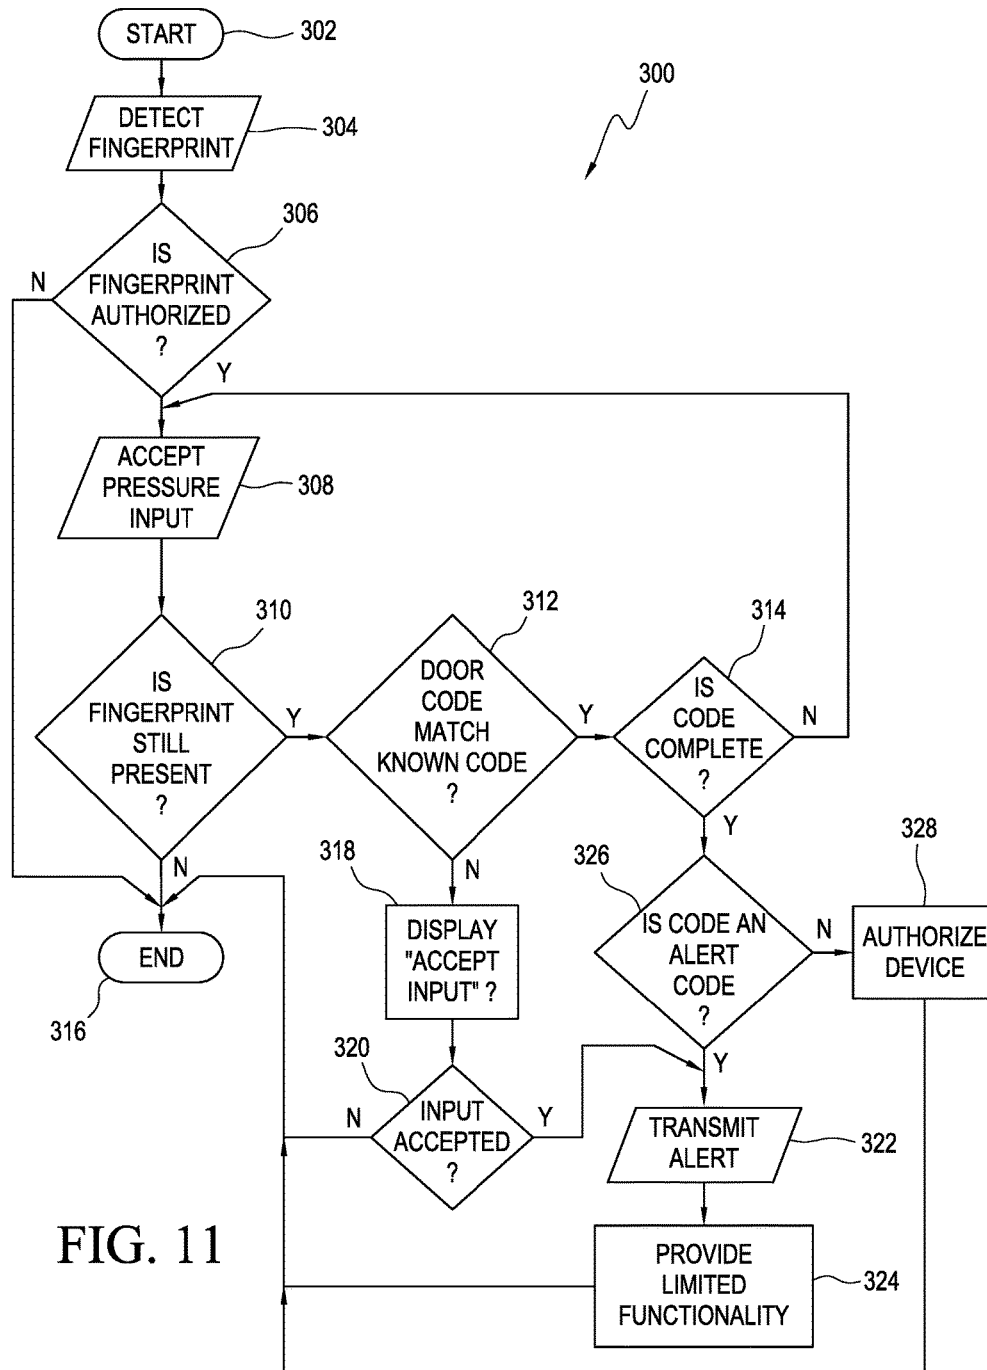 START
302
300
DETECT
FINGERPRINT
304
306
IS
FINGERPRINT
AUTHORIZED
?
N
Y
ACCEPT
PRESSURE
INPUT
308
310
IS
FINGERPRINT
STILL
PRESENT
?
Y
N
312
DOOR
CODE
MATCH
KNOWN CODE
?
Y
N
314
IS
CODE
COMPLETE
?
N
Y
END
316
318
DISPLAY
"ACCEPT
INPUT" ?
326
IS CODE AN
ALERT
CODE
?
N
Y
328
AUTHORIZE
DEVICE
320
INPUT
ACCEPTED
?
N
Y
TRANSMIT
ALERT
322
PROVIDE
LIMITED
FUNCTIONALITY
324
FIG. 11